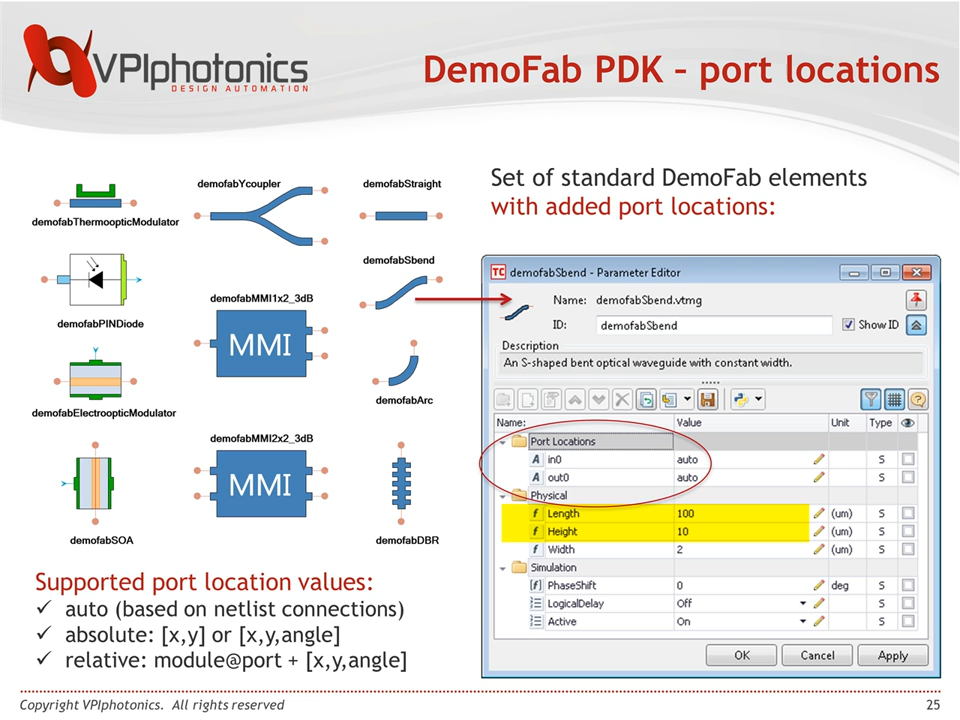 VPIphotonics
DESIGN AUTOMATION
DemoFab PDK – port locations
demofabYcoupler
demofabStraight
demofabThermoopticModulator
demofabSbend
demofabMMI1x2_3dB
MMI
demofabPINDiode
demofabArc
demofabElectroopticModulator
demofabMMI2x2_3dB
MMI
demofabSOA
demofabDBR
Set of standard DemoFab elements
with added port locations:
TC demofabSbend - Parameter Editor
Name: demofabSbend.vtmg
ID: demofabSbend Show ID
Description
An S-shaped bent optical waveguide with constant width.
Name: Value Unit Type
Port Locations
A in0 auto S
A out0 auto S
Physical
f Length 100 (um) S
f Height 10 (um) S
f Width 2 (um) S
Simulation
[f] PhaseShift 0 deg S
LogicalDelay Off S
Active On S
OK Cancel Apply
Supported port location values:
✓ auto (based on netlist connections)
✓ absolute: [x,y] or [x,y,angle]
✓ relative: module@port + [x,y,angle]
Copyright VPIphotonics. All rights reserved 25